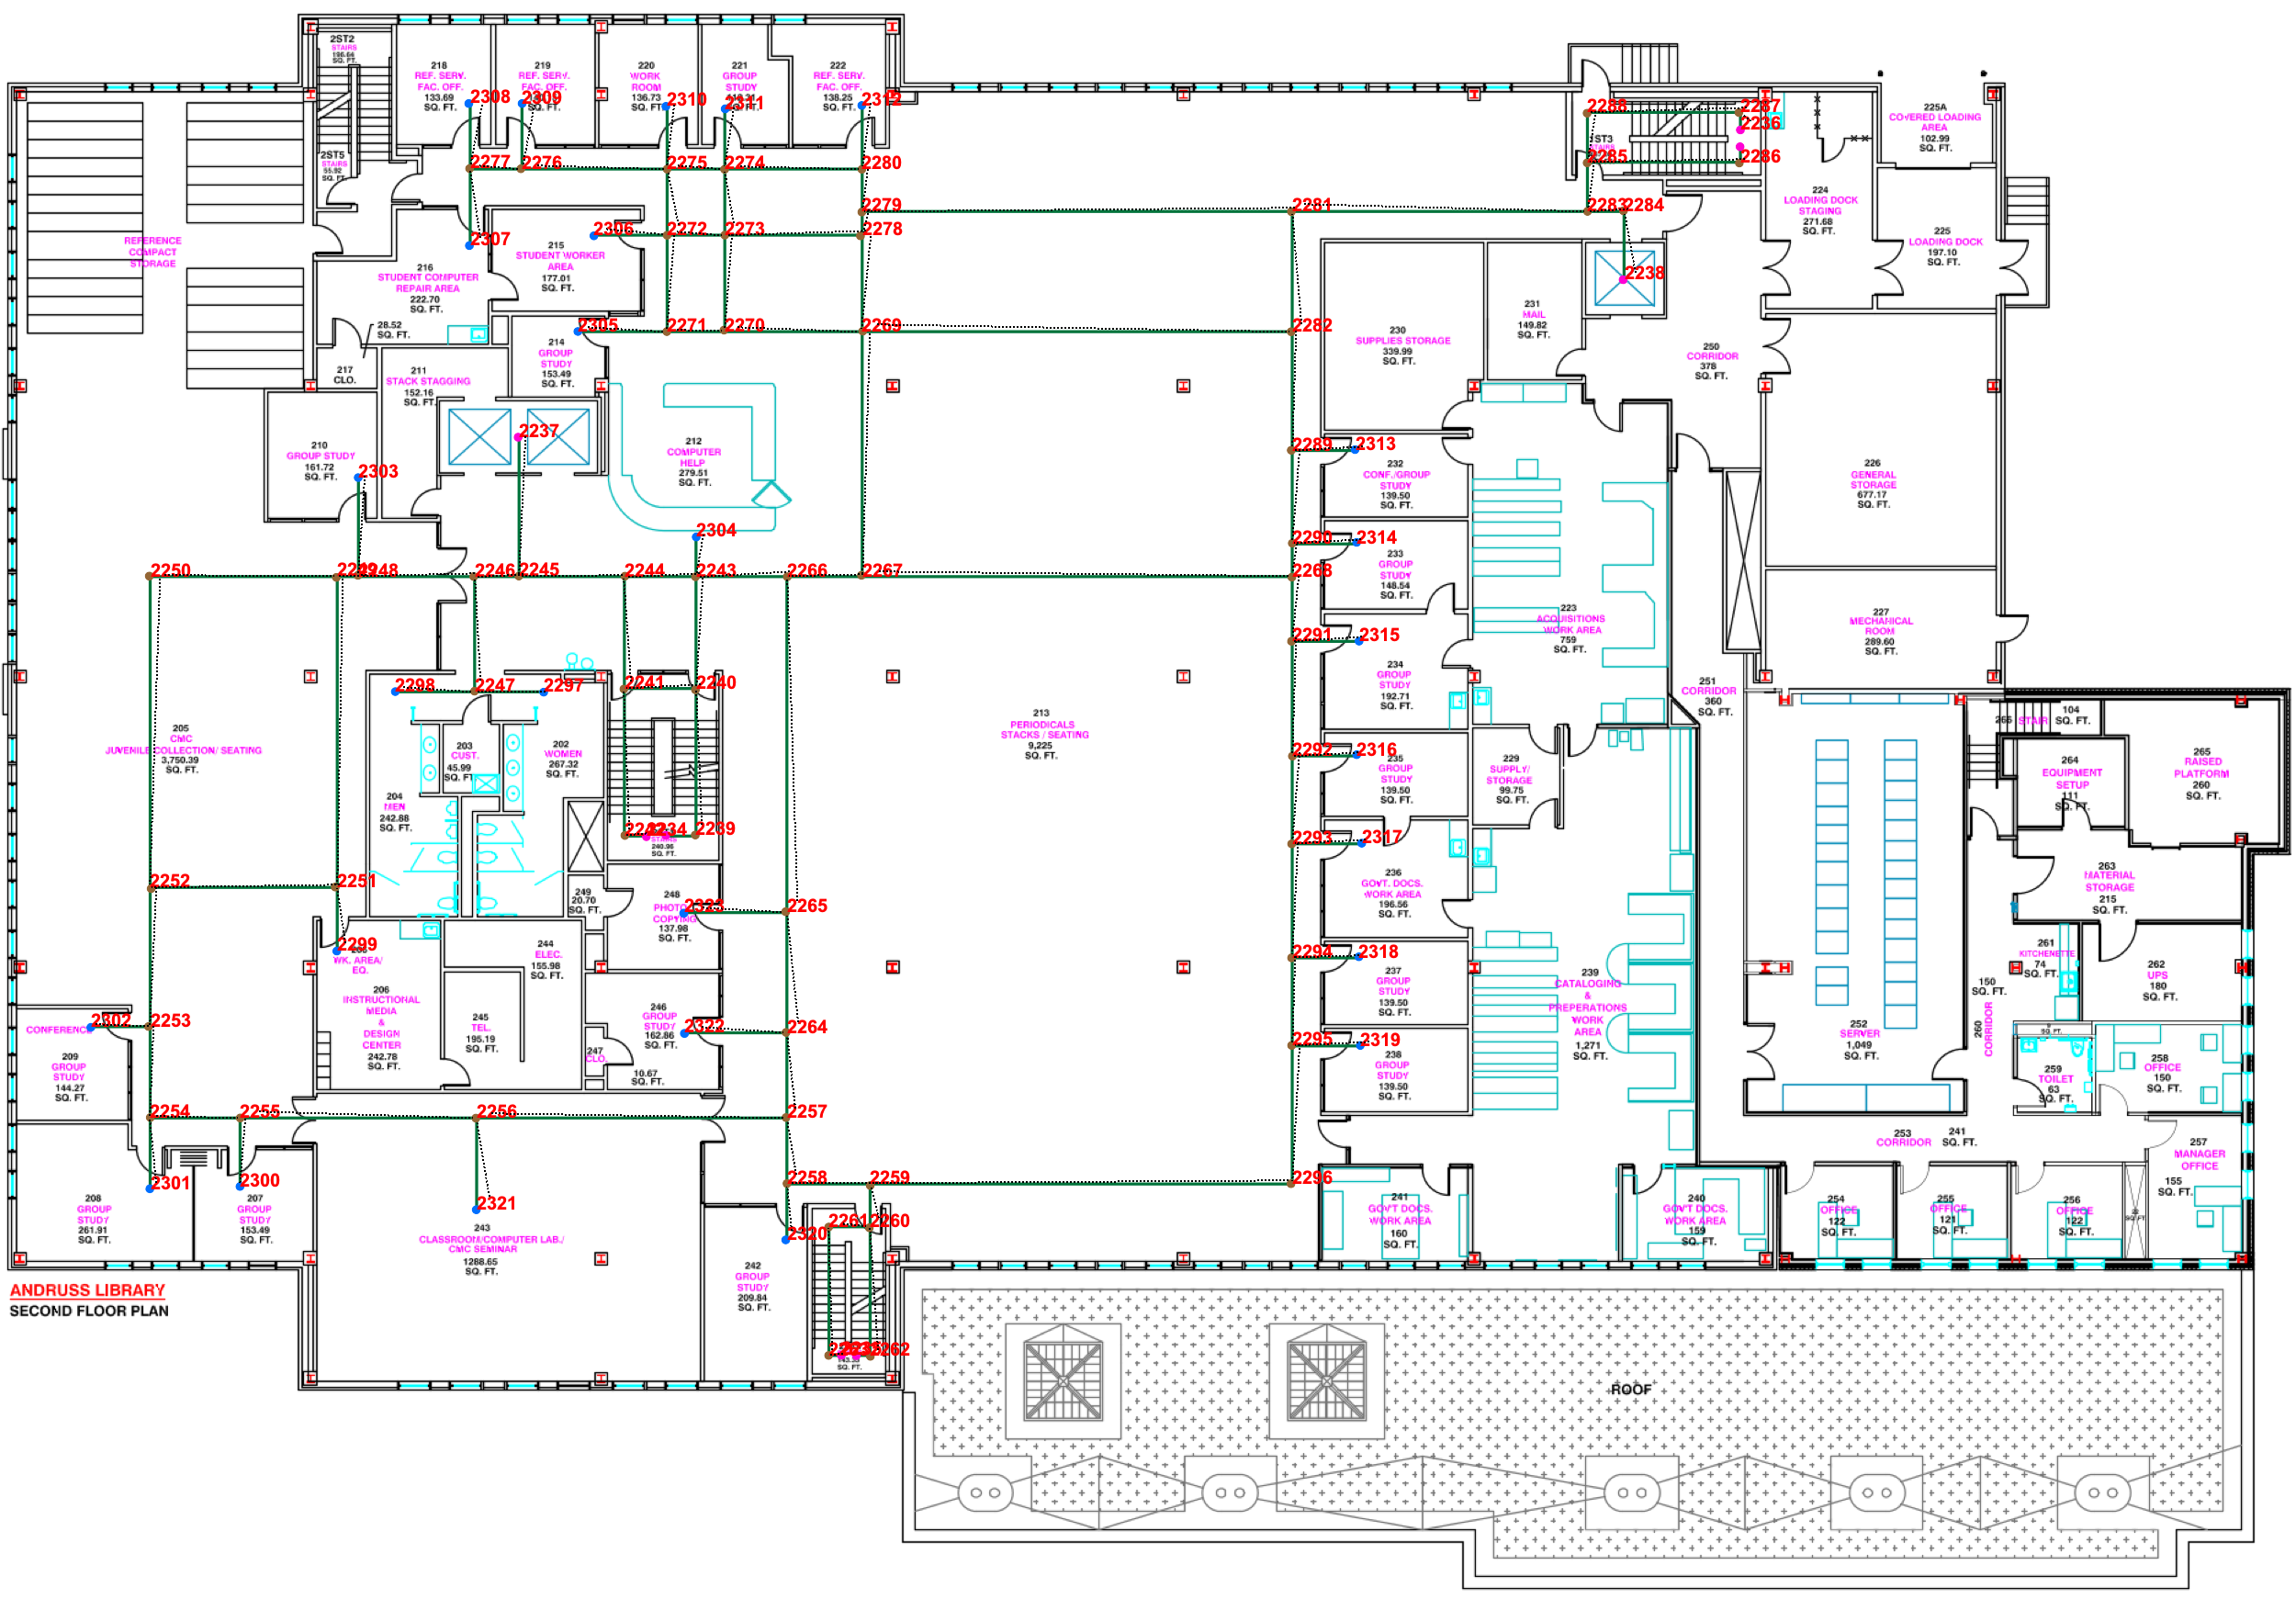 2ST2
STAIRS
196.64
SQ. FT.
218
REF. SERV.
FAC. OFF.
133.69
SQ. FT.
2308
219
REF. SERV.
FAC. OFF.
2309
SQ. FT.
220
WORK
ROOM
136.73
SQ. FT.
2310
221
GROUP
STUDY
2311
SQ. FT.
222
REF. SERV.
FAC. OFF.
138.25
SQ. FT.
2312
2288
2287
2236
2285
2286
225A
COVERED LOADING
AREA
102.99
SQ. FT.
2ST5
STAIRS
55.92
SQ. FT.
2277
2276
2275
2274
2280
2279
2281
2283
2284
224
LOADING DOCK
STAGING
271.68
SQ. FT.
225
LOADING DOCK
197.10
SQ. FT.
REFERENCE
COMPACT
STORAGE
2307
2306
2272
2273
2278
215
STUDENT WORKER
AREA
177.01
SQ. FT.
216
STUDENT COMPUTER
REPAIR AREA
222.70
SQ. FT.
2238
28.52
SQ. FT.
2305
2271
2270
2269
2282
230
SUPPLIES STORAGE
339.99
SQ. FT.
231
MAIL
149.82
SQ. FT.
250
CORRIDOR
378
SQ. FT.
214
GROUP
STUDY
153.49
SQ. FT.
217
CLO.
211
STACK STAGGING
152.16
SQ. FT.
2237
210
GROUP STUDY
161.72
SQ. FT.
2303
212
COMPUTER
HELP
279.51
SQ. FT.
2289
2313
232
CONF./GROUP
STUDY
139.50
SQ. FT.
226
GENERAL
STORAGE
677.17
SQ. FT.
2304
2290
2314
233
GROUP
STUDY
148.54
SQ. FT.
2250
2248
2246
2245
2244
2243
2266
2267
2268
223
ACQUISITIONS
WORK AREA
759
SQ. FT.
227
MECHANICAL
ROOM
289.60
SQ. FT.
2291
2315
234
GROUP
STUDY
192.71
SQ. FT.
2298
2247
2297
2241
2240
251
CORRIDOR
360
SQ. FT.
205
CMC
JUVENILE COLLECTION/ SEATING
3,750.39
SQ. FT.
203
CUST.
45.99
SQ. FT.
202
WOMEN
267.32
SQ. FT.
213
PERIODICALS
STACKS / SEATING
9,225
SQ. FT.
266
STAIR
104
SQ. FT.
2292
2316
235
GROUP
STUDY
139.50
SQ. FT.
229
SUPPLY/
STORAGE
99.75
SQ. FT.
264
EQUIPMENT
SETUP
111
SQ. FT.
265
RAISED
PLATFORM
260
SQ. FT.
204
MEN
242.88
SQ. FT.
2234
2239
240.96
SQ. FT.
2293
2317
236
GOVT. DOCS.
WORK AREA
196.56
SQ. FT.
263
MATERIAL
STORAGE
215
SQ. FT.
2252
2251
249
20.70
SQ. FT.
248
PHOTO
COPYING
137.98
SQ. FT.
2323
2265
2299
WK. AREA/
EQ.
244
ELEC.
155.98
SQ. FT.
2294
2318
237
GROUP
STUDY
139.50
SQ. FT.
239
CATALOGING
&
PREPERATIONS
WORK
AREA
1,271
SQ. FT.
261
KITCHENETTE
74
SQ. FT.
262
UPS
180
SQ. FT.
150
SQ. FT.
260
CORRIDOR
206
INSTRUCTIONAL
MEDIA
&
DESIGN
CENTER
242.78
SQ. FT.
245
TEL.
195.19
SQ. FT.
246
GROUP
STUDY
162.86
SQ. FT.
2322
2264
247
CLO.
10.67
SQ. FT.
CONFERENCE
2302
2253
209
GROUP
STUDY
144.27
SQ. FT.
2295
2319
238
GROUP
STUDY
139.50
SQ. FT.
252
SERVER
1,049
SQ. FT.
259
TOILET
63
SQ. FT.
258
OFFICE
150
SQ. FT.
2254
2255
2256
2257
253
CORRIDOR
241
SQ. FT.
257
MANAGER
OFFICE
155
SQ. FT.
2301
2300
2258
2259
2296
208
GROUP
STUDY
261.91
SQ. FT.
207
GROUP
STUDY
153.49
SQ. FT.
2321
243
CLASSROOM/COMPUTER LAB./
CMC SEMINAR
1288.65
SQ. FT.
2320
2261
2260
241
GOV'T DOCS.
WORK AREA
160
SQ. FT.
240
GOV'T DOCS.
WORK AREA
159
SQ. FT.
254
OFFICE
122
SQ. FT.
255
OFFICE
121
SQ. FT.
256
OFFICE
122
SQ. FT.
242
GROUP
STUDY
209.84
SQ. FT.
2262
SQ. FT.
ANDRUSS LIBRARY
SECOND FLOOR PLAN
ROOF